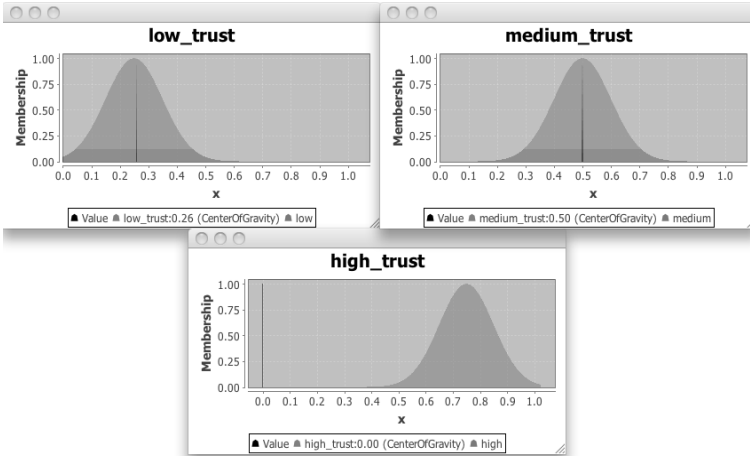 low_trust
Membership
1.00
0.75
0.50
0.25
0.00
0.0 0.1 0.2 0.3 0.4 0.5 0.6 0.7 0.8 0.9 1.0
x
Value low_trust:0.26 (CenterOfGravity) low
medium_trust
Membership
1.00
0.75
0.50
0.25
0.00
0.0 0.1 0.2 0.3 0.4 0.5 0.6 0.7 0.8 0.9 1.0
x
Value medium_trust:0.50 (CenterOfGravity) medium
high_trust
Membership
1.00
0.75
0.50
0.25
0.00
0.0 0.1 0.2 0.3 0.4 0.5 0.6 0.7 0.8 0.9 1.0
x
Value high_trust:0.00 (CenterOfGravity) high